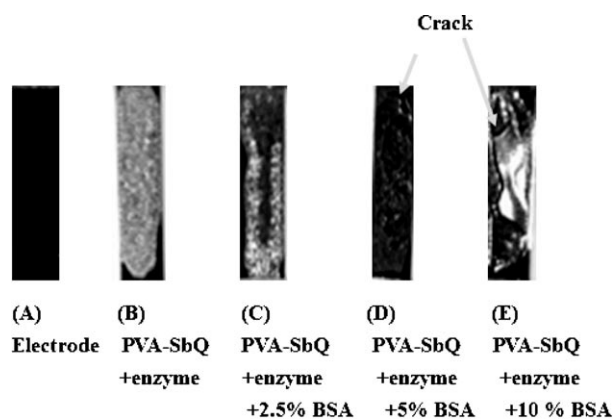 Crack
(A)
Electrode
(B)
PVA-SbQ
+enzyme
(C)
PVA-SbQ
+enzyme
+2.5% BSA
(D)
PVA-SbQ
+enzyme
+5% BSA
(E)
PVA-SbQ
+enzyme
+10 % BSA